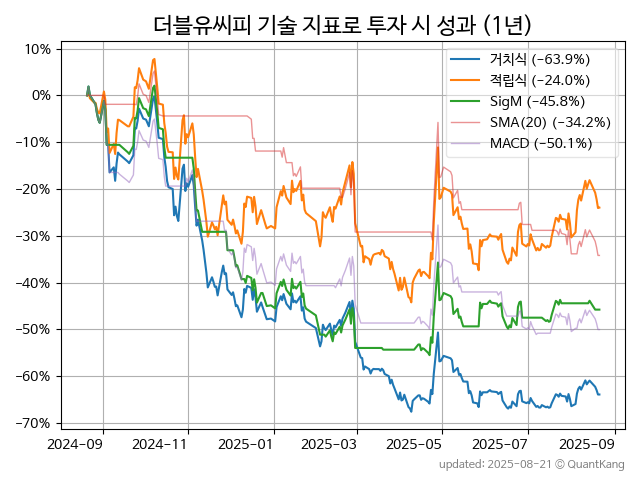 더블유씨피 기술 지표로 투자 시 성과 (1년)
10%
0%
−10%
−20%
−30%
−40%
−50%
−60%
−70%
거치식 (−63.9%)
적립식 (−24.0%)
SigM (−45.8%)
SMA(20) (−34.2%)
MACD (−50.1%)
2024-09 2024-11 2025-01 2025-03 2025-05 2025-07 2025-09
updated: 2025-08-21 © QuantKang